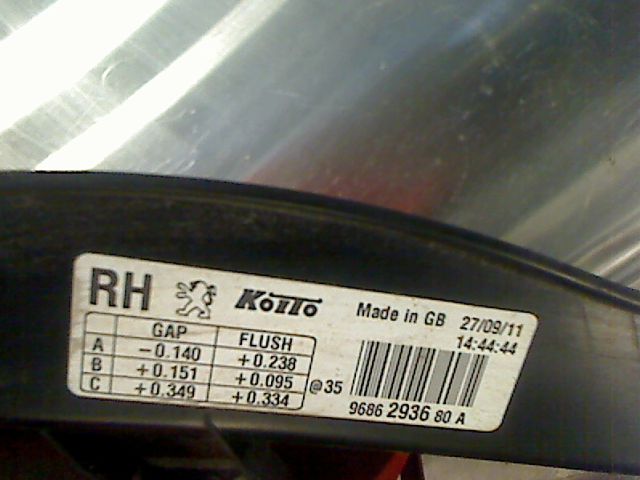 RH KOITO Made in GB 27/09/11
14:44:44
GAP FLUSH
A -0.140 +0.238
B +0.151 +0.095
C +0.349 +0.334
@35
9686 2936 80 A